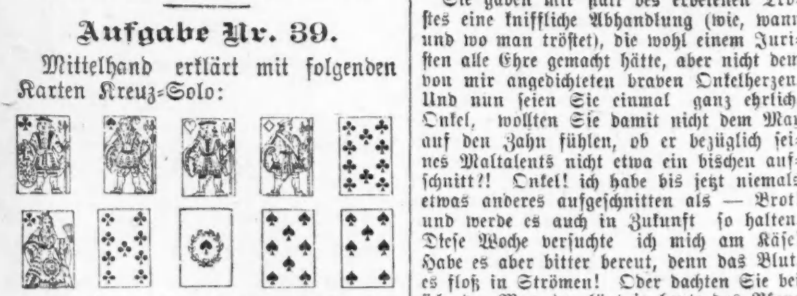 Aufgabe Nr. 39.
Mittelhand erklärt mit folgenden
Karten Kreuz-Solo:
stes eine kniffliche Abhandlung (wie, wann
und wo man tröstet), die wohl einem Juri-
sten alle Ehre gemacht hätte, aber nicht dem
von mir angedichteten braven Onkelherzen
Und nun seien Sie einmal ganz ehrlich
Onkel, wollten Sie damit nicht dem Max
auf den Zahn fühlen, ob er bezüglich sei-
nes Maltalents nicht etwa ein bischen auf-
schnitt?! Onkel! ich habe bis jetzt niemals
etwas anderes aufgeschnitten als — Brot
und werde es auch in Zukunft so halten
Diese Woche versuchte ich mich am Käse
Habe es aber bitter bereut, denn das Blut
es floß in Strömen! Oder dachten Sie bei